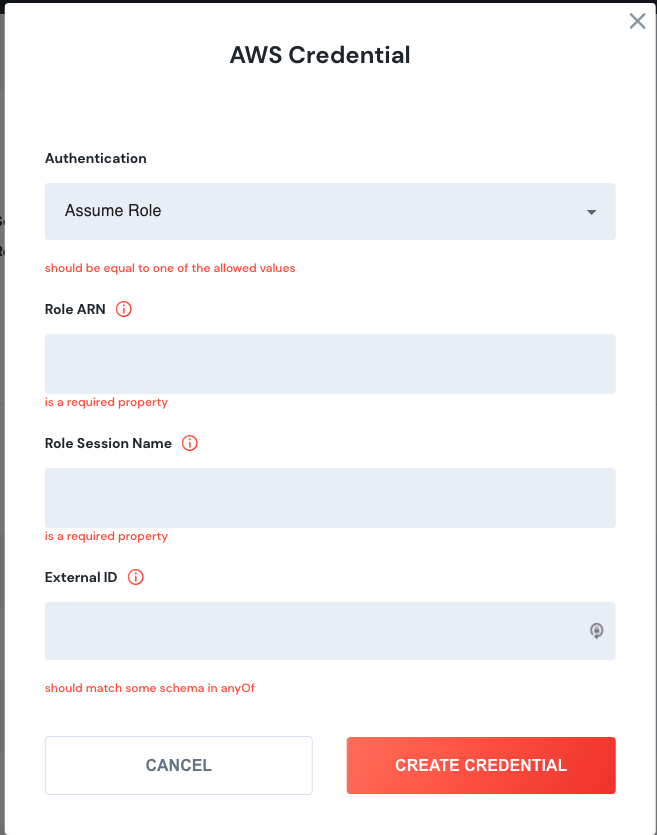 AWS Credential
Authentication
Assume Role
should be equal to one of the allowed values
Role ARN
is a required property
Role Session Name
is a required property
External ID
should match some schema in anyOf
CANCEL
CREATE CREDENTIAL